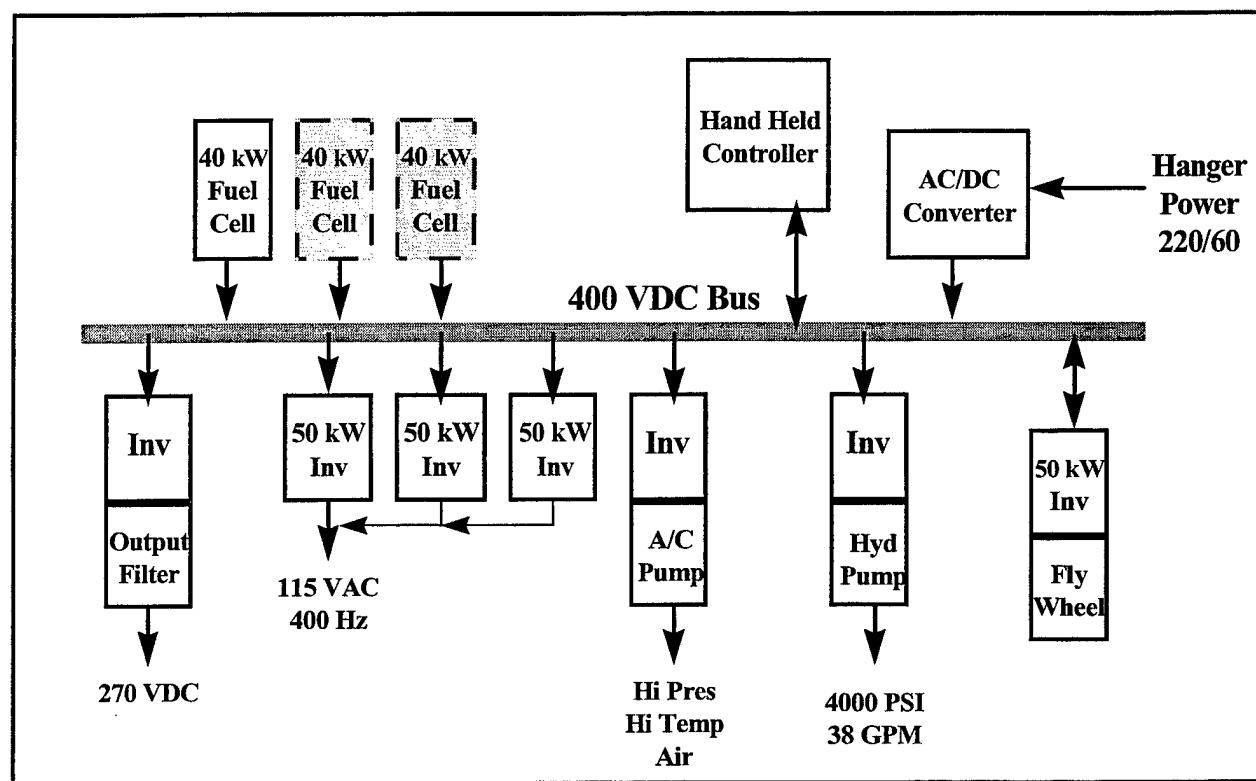 40 kW
Fuel
Cell
40 kW
Fuel
Cell
40 kW
Fuel
Cell
Hand Held
Controller
AC/DC
Converter
Hanger
Power
220/60
400 VDC Bus
Inv
Output
Filter
270 VDC
50 kW
Inv
50 kW
Inv
50 kW
Inv
115 VAC
400 Hz
Inv
A/C
Pump
Hi Pres
Hi Temp
Air
Inv
Hyd
Pump
4000 PSI
38 GPM
50 kW
Inv
Fly
Wheel